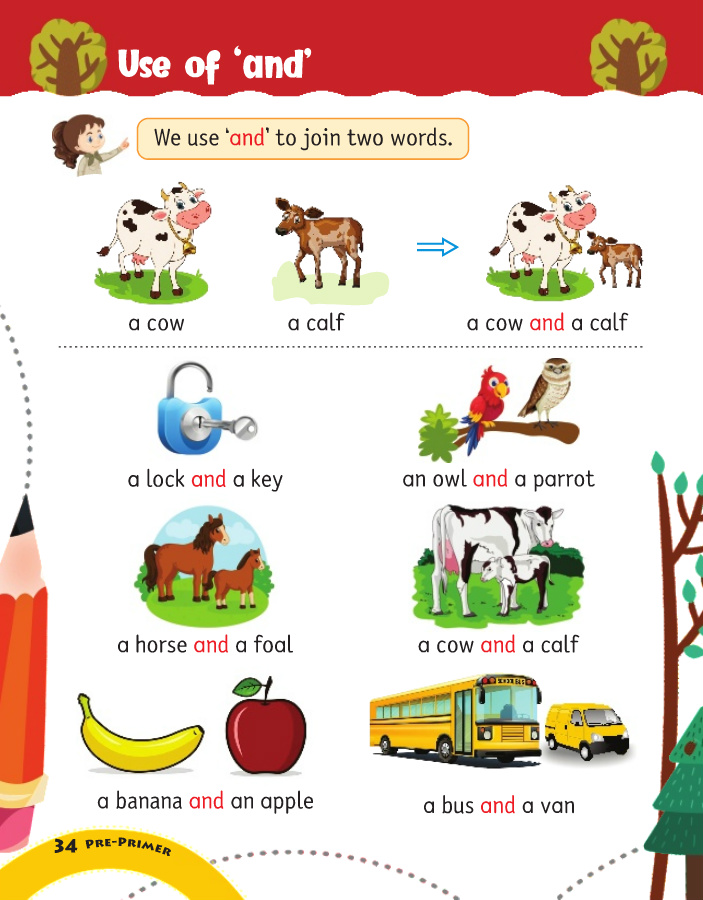 Use of ‘and’
We use ‘and’ to join two words.
a cow
a calf
a cow and a calf
a lock and a key
an owl and a parrot
a horse and a foal
a cow and a calf
a banana and an apple
a bus and a van
34 PRE-PRIMER